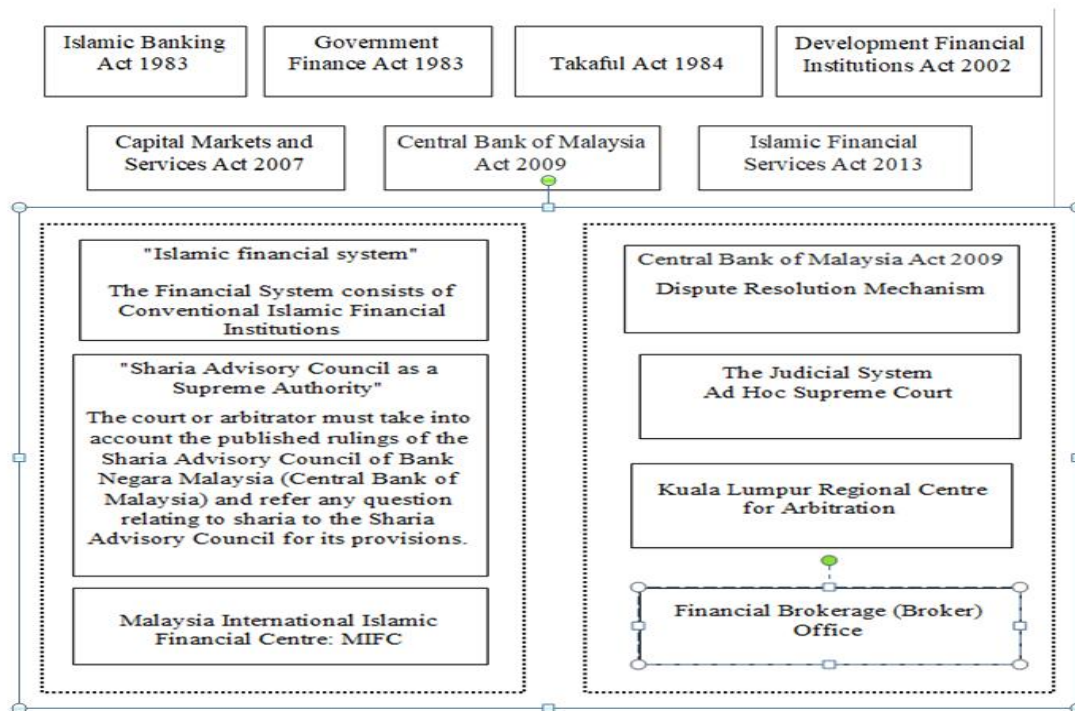 Islamic Banking
Act 1983
Government
Finance Act 1983
Takaful Act 1984
Development Financial
Institutions Act 2002
Capital Markets and
Services Act 2007
Central Bank of Malaysia
Act 2009
Islamic Financial
Services Act 2013
"Islamic financial system"
The Financial System consists of
Conventional Islamic Financial
Institutions
"Sharia Advisory Council as a
Supreme Authority"
The court or arbitrator must take into
account the published rulings of the
Sharia Advisory Council of Bank
Negara Malaysia (Central Bank of
Malaysia) and refer any question
relating to sharia to the Sharia
Advisory Council for its provisions.
Malaysia International Islamic
Financial Centre: MIFC
Central Bank of Malaysia Act 2009
Dispute Resolution Mechanism
The Judicial System
Ad Hoc Supreme Court
Kuala Lumpur Regional Centre
for Arbitration
Financial Brokerage (Broker)
Office